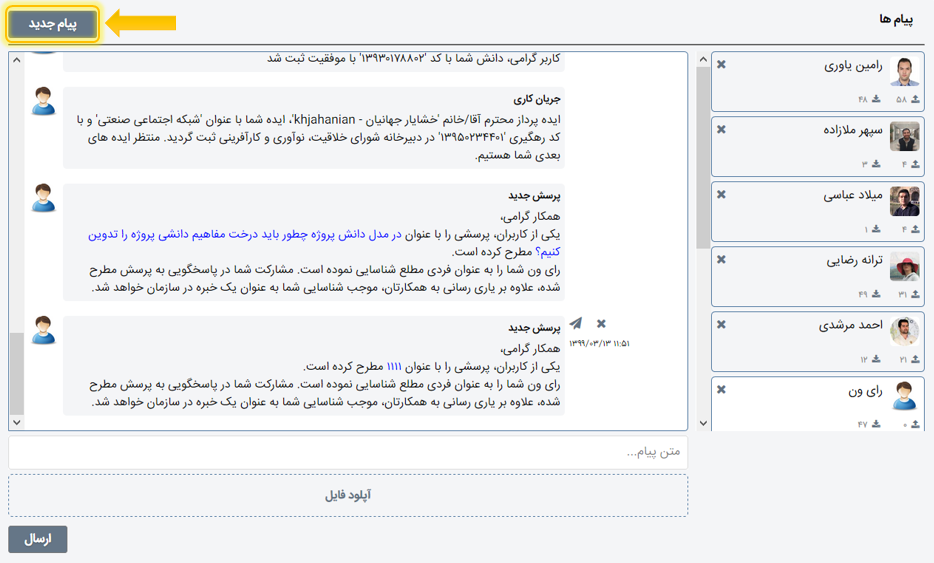 پیام ها
پیام جدید
رامین یاوری
۵۸ ۴۸
سپهر ملازاده
۴ ۳
میلاد عباسی
۴ ۱
ترانه رضایی
۳۱ ۴۹
احمد مرشدی
۲۱ ۱۲
رای ون
۰ ۴۷
کاربر گرامی، دانش شما با کد '۱۳۹۳۰۱۷۸۸۰۲' با موفقیت ثبت شد
جریان کاری
ایده پرداز محترم آقا/خانم 'خشایار جهانیان - khjahanian'، ایده شما با عنوان 'شبکه اجتماعی صنعتی' و با
کد رهگیری '۱۳۹۵۰۲۳۴۴۰۱' در دبیرخانه شورای خلاقیت، نوآوری و کارآفرینی ثبت گردید. منتظر ایده های
بعدی شما هستیم.
پرسش جدید
همکار گرامی،
یکی از کاربران، پرسشی را با عنوان در مدل دانش پروژه چطور باید درخت مفاهیم دانشی پروژه را تدوین
کنیم؟ مطرح کرده است.
رای ون شما را به عنوان فردی مطلع شناسایی نموده است. مشارکت شما در پاسخگویی به پرسش مطرح
شده، علاوه بر یاری رسانی به همکارتان، موجب شناسایی شما به عنوان یک خبره در سازمان خواهد شد.
پرسش جدید
همکار گرامی،
یکی از کاربران، پرسشی را با عنوان ۱۱۱۱ مطرح کرده است.
رای ون شما را به عنوان فردی مطلع شناسایی نموده است. مشارکت شما در پاسخگویی به پرسش مطرح
شده، علاوه بر یاری رسانی به همکارتان، موجب شناسایی شما به عنوان یک خبره در سازمان خواهد شد.
۱۳۹۹/۰۳/۱۳ ۱۱:۵۱
متن پیام...
آپلود فایل
ارسال